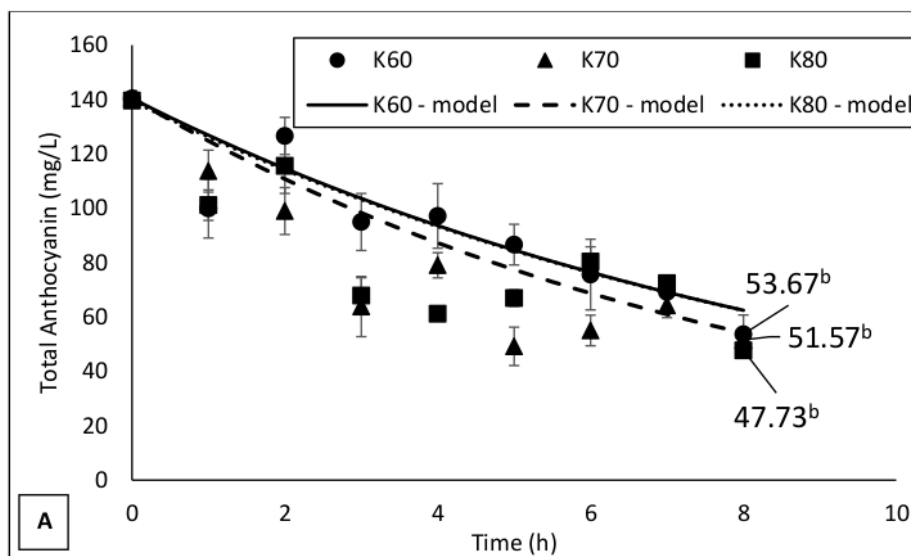 160
140
120
100
80
60
40
20
0
Total Anthocyanin (mg/L)
K60 K70 K80
K60 - model K70 - model K80 - model
53.67ᵇ
51.57ᵇ
47.73ᵇ
0 2 4 6 8 10
Time (h)
A